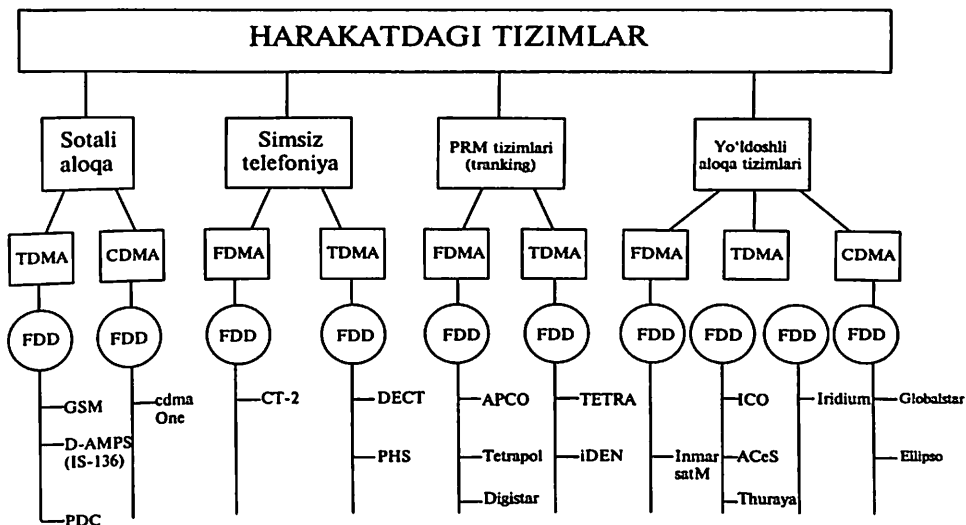 HARAKATDAGI TIZIMLAR
Sotali
aloqa
Simsiz
telefoniya
PRM tizimlari
(tranking)
Yo‘ldoshli
aloqa tizimlari
TDMA
CDMA
FDMA
TDMA
FDMA
TDMA
FDMA
TDMA
CDMA
FDD
FDD
FDD
FDD
FDD
FDD
FDD
FDD
FDD
FDD
GSM
D-AMPS
(IS-136)
PDC
cdma
One
CT-2
DECT
PHS
APCO
Tetrapol
Digistar
TETRA
iDEN
Inmar
satM
ICO
ACeS
Thuraya
Iridium
Globalstar
Ellipso